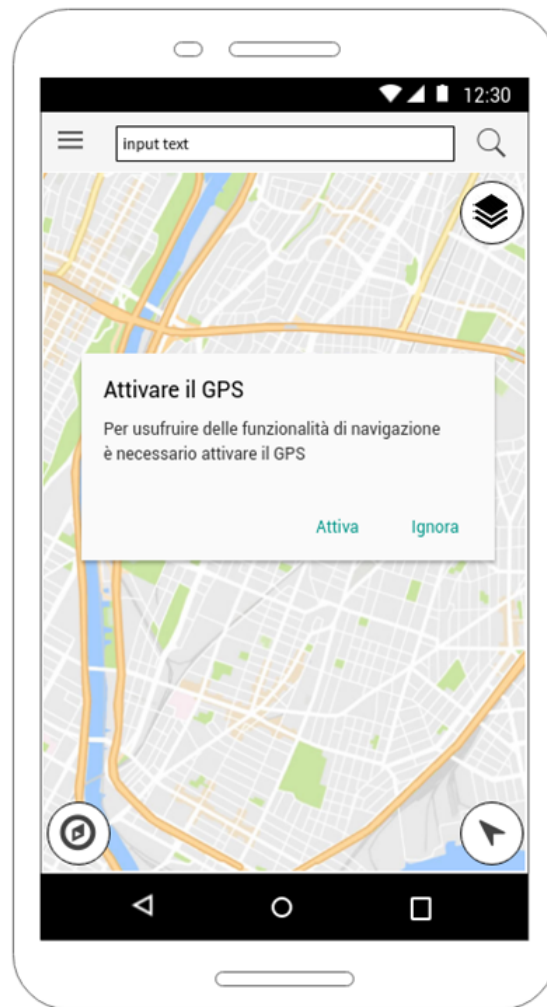 12:30
input text
Attivare il GPS
Per usufruire delle funzionalità di navigazione
è necessario attivare il GPS
Attiva Ignora